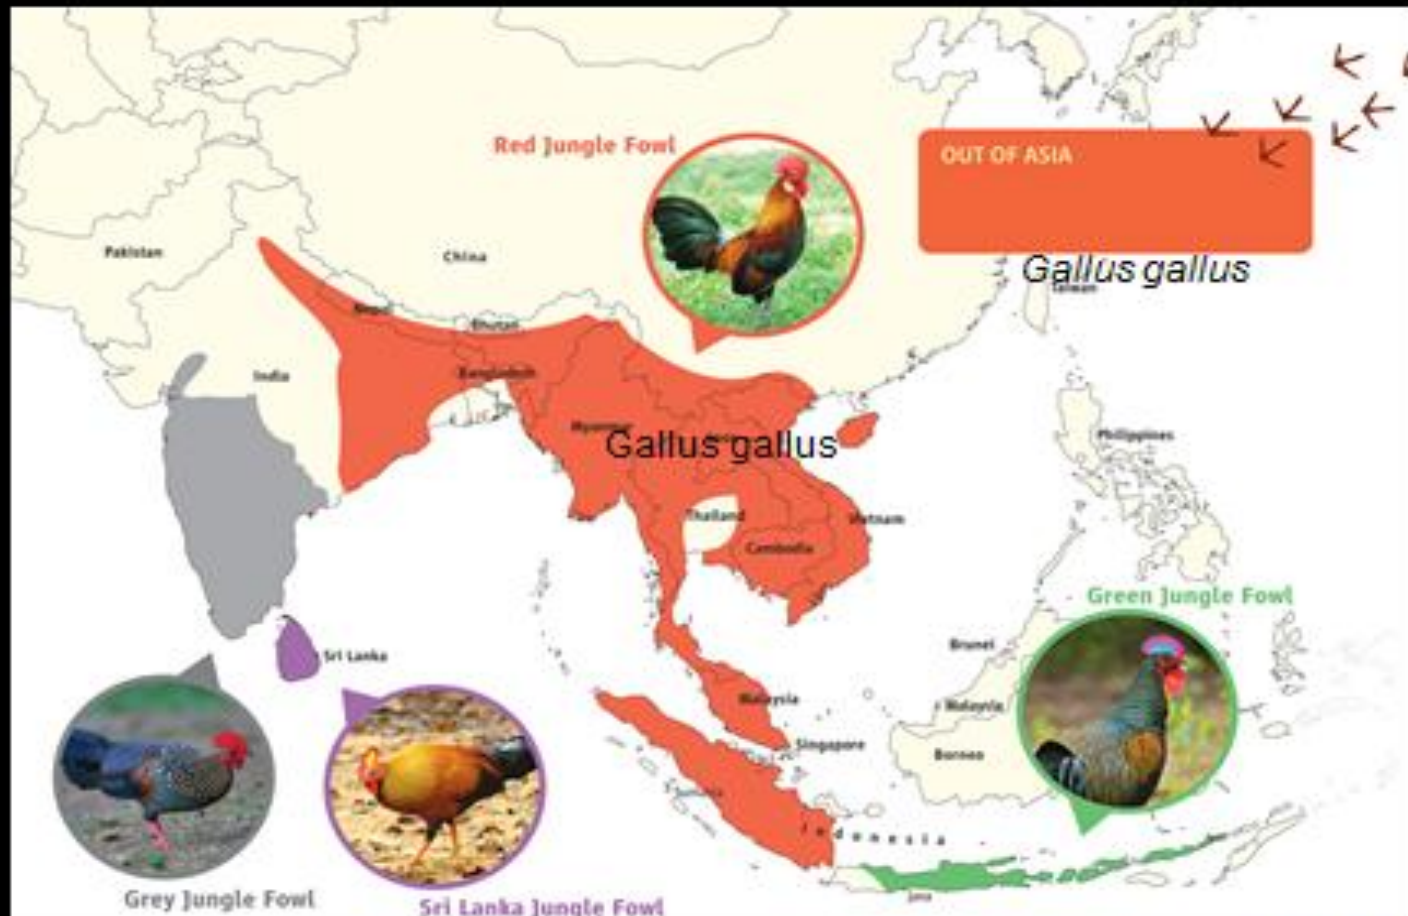 Red Jungle Fowl
OUT OF ASIA
Pakistan
China
Gallus gallus
Taiwan
Nepal
Bhutan
India
Bangladesh
Myanmar
Gallus gallus
Philippines
Thailand
Vietnam
Cambodia
Green Jungle Fowl
Brunei
Sri Lanka
Malaysia
Malaysia
Singapore
Borneo
Indonesia
Java
Grey Jungle Fowl
Sri Lanka Jungle Fowl